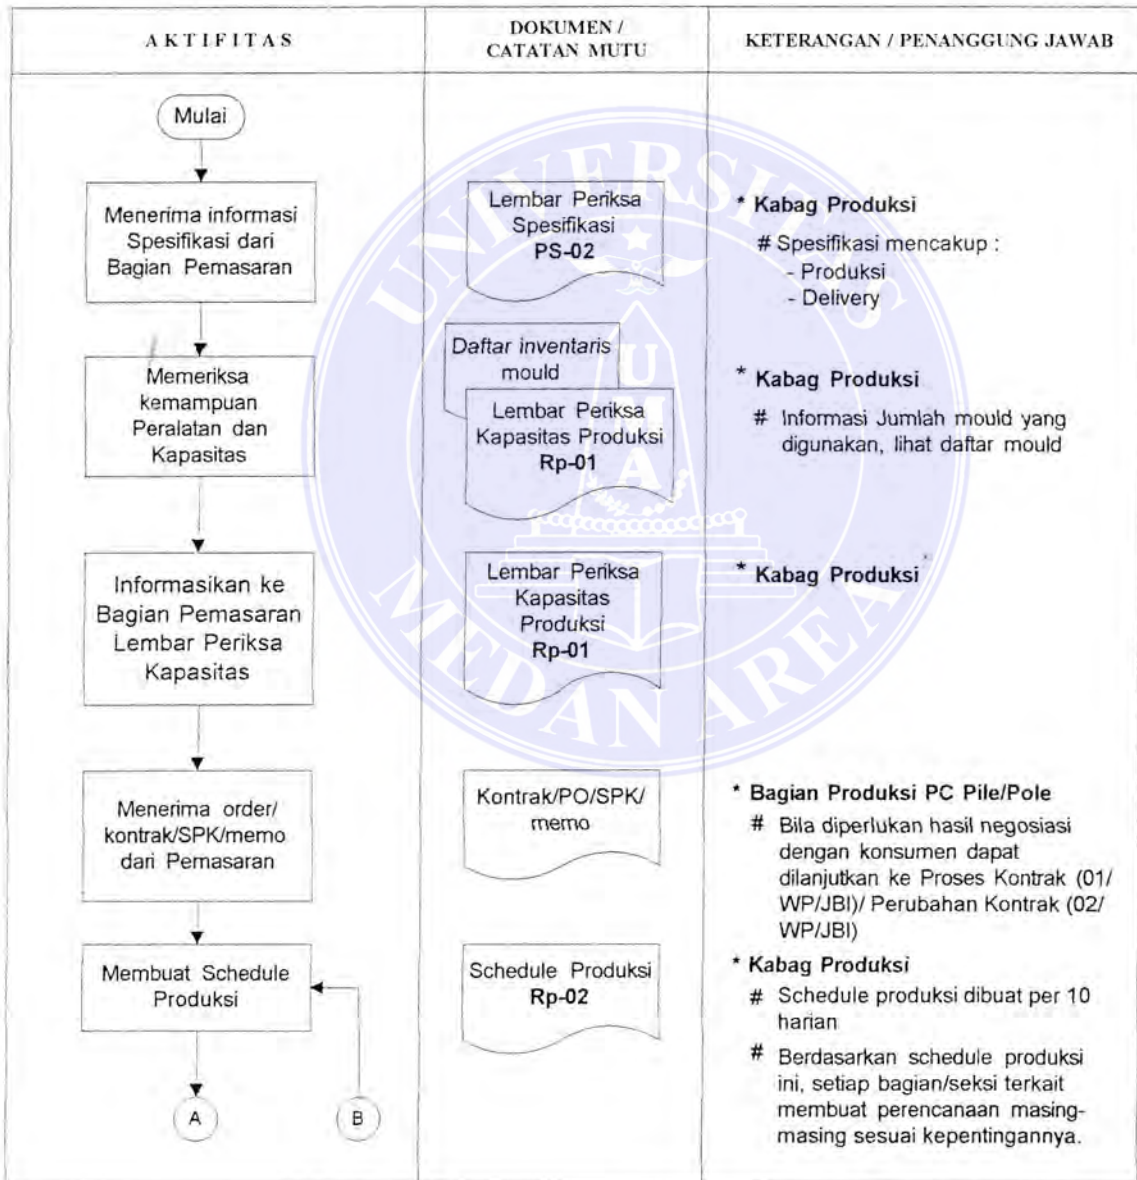 AKTIFITAS
DOKUMEN /
CATATAN MUTU
KETERANGAN / PENANGGUNG JAWAB
Mulai
Menerima informasi
Spesifikasi dari
Bagian Pemasaran
Lembar Periksa
Spesifikasi
PS-02
* Kabag Produksi
# Spesifikasi mencakup :
- Produksi
- Delivery
Memeriksa
kemampuan
Peralatan dan
Kapasitas
Daftar inventaris
mould
Lembar Periksa
Kapasitas Produksi
Rp-01
* Kabag Produksi
# Informasi Jumlah mould yang
digunakan, lihat daftar mould
Informasikan ke
Bagian Pemasaran
Lembar Periksa
Kapasitas
Lembar Periksa
Kapasitas
Produksi
Rp-01
* Kabag Produksi
Menerima order/
kontrak/SPK/memo
dari Pemasaran
Kontrak/PO/SPK/
memo
* Bagian Produksi PC Pile/Pole
# Bila diperlukan hasil negosiasi
dengan konsumen dapat
dilanjutkan ke Proses Kontrak (01/
WP/JBI)/ Perubahan Kontrak (02/
WP/JBI)
Membuat Schedule
Produksi
Schedule Produksi
Rp-02
* Kabag Produksi
# Schedule produksi dibuat per 10
harian
# Berdasarkan schedule produksi
ini, setiap bagian/seksi terkait
membuat perencanaan masing-
masing sesuai kepentingannya.
A
B
UNIVERSITAS
UMA
MEDAN AREA